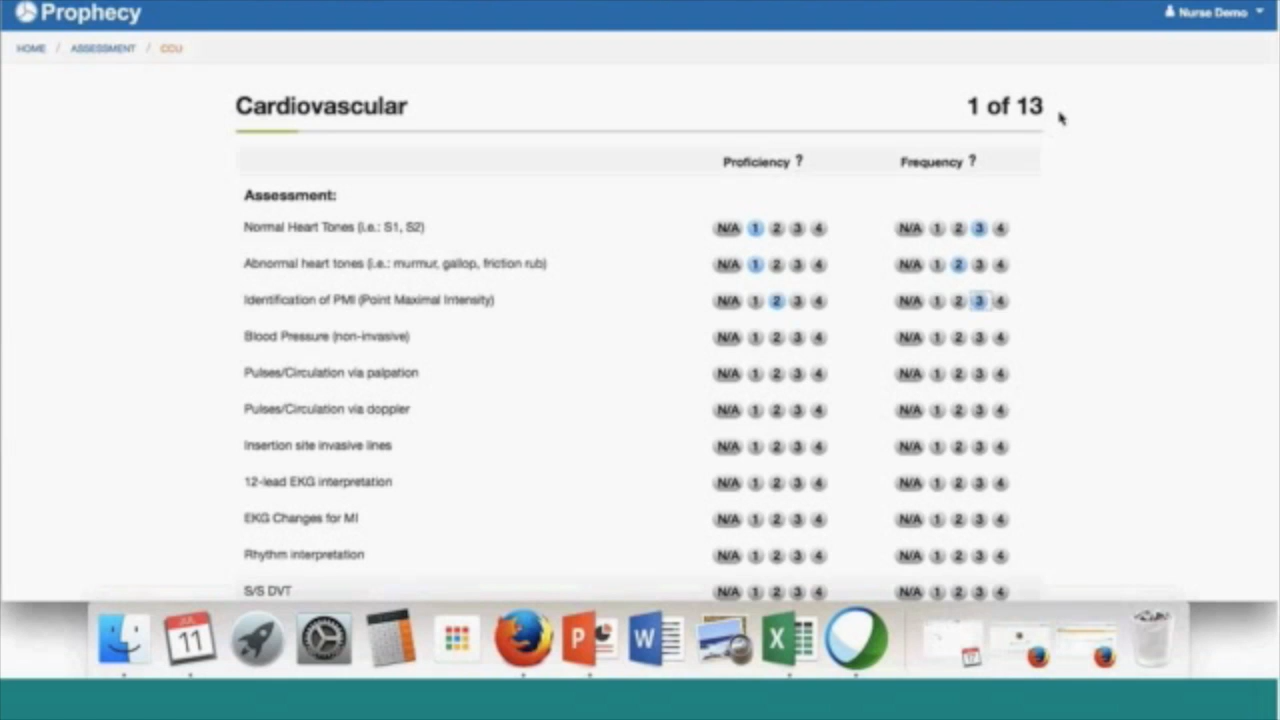 Prophecy
Nurse Demo
HOME / ASSESSMENT / CCU
Cardiovascular 1 of 13
Proficiency ? Frequency ?
Assessment:
Normal Heart Tones (i.e.: S1, S2) N/A 1 2 3 4 N/A 1 2 3 4
Abnormal heart tones (i.e.: murmur, gallop, friction rub) N/A 1 2 3 4 N/A 1 2 3 4
Identification of PMI (Point Maximal Intensity) N/A 1 2 3 4 N/A 1 2 3 4
Blood Pressure (non-invasive) N/A 1 2 3 4 N/A 1 2 3 4
Pulses/Circulation via palpation N/A 1 2 3 4 N/A 1 2 3 4
Pulses/Circulation via doppler N/A 1 2 3 4 N/A 1 2 3 4
Insertion site invasive lines N/A 1 2 3 4 N/A 1 2 3 4
12-lead EKG interpretation N/A 1 2 3 4 N/A 1 2 3 4
EKG Changes for MI N/A 1 2 3 4 N/A 1 2 3 4
Rhythm interpretation N/A 1 2 3 4 N/A 1 2 3 4
S/S DVT N/A 1 2 3 4 N/A 1 2 3 4
JUL
11
P W X
17